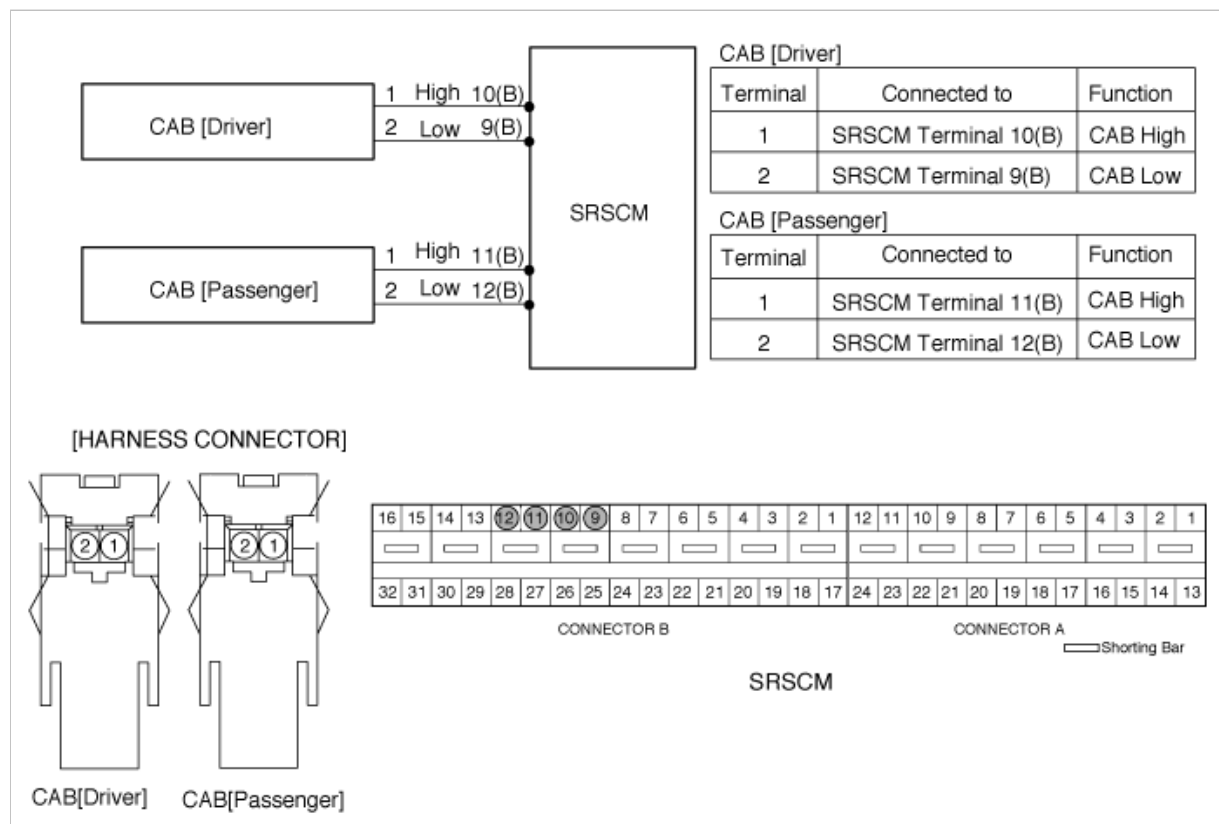 CAB [Driver]
1 High 10(B)
2 Low 9(B)
CAB [Passenger]
1 High 11(B)
2 Low 12(B)
SRSCM
CAB [Driver]
Terminal Connected to Function
1 SRSCM Terminal 10(B) CAB High
2 SRSCM Terminal 9(B) CAB Low
CAB [Passenger]
Terminal Connected to Function
1 SRSCM Terminal 11(B) CAB High
2 SRSCM Terminal 12(B) CAB Low
[HARNESS CONNECTOR]
2 1
2 1
CAB[Driver] CAB[Passenger]
16 15 14 13 12 11 10 9 8 7 6 5 4 3 2 1 12 11 10 9 8 7 6 5 4 3 2 1
32 31 30 29 28 27 26 25 24 23 22 21 20 19 18 17 24 23 22 21 20 19 18 17 16 15 14 13
CONNECTOR B CONNECTOR A
Shorting Bar
SRSCM